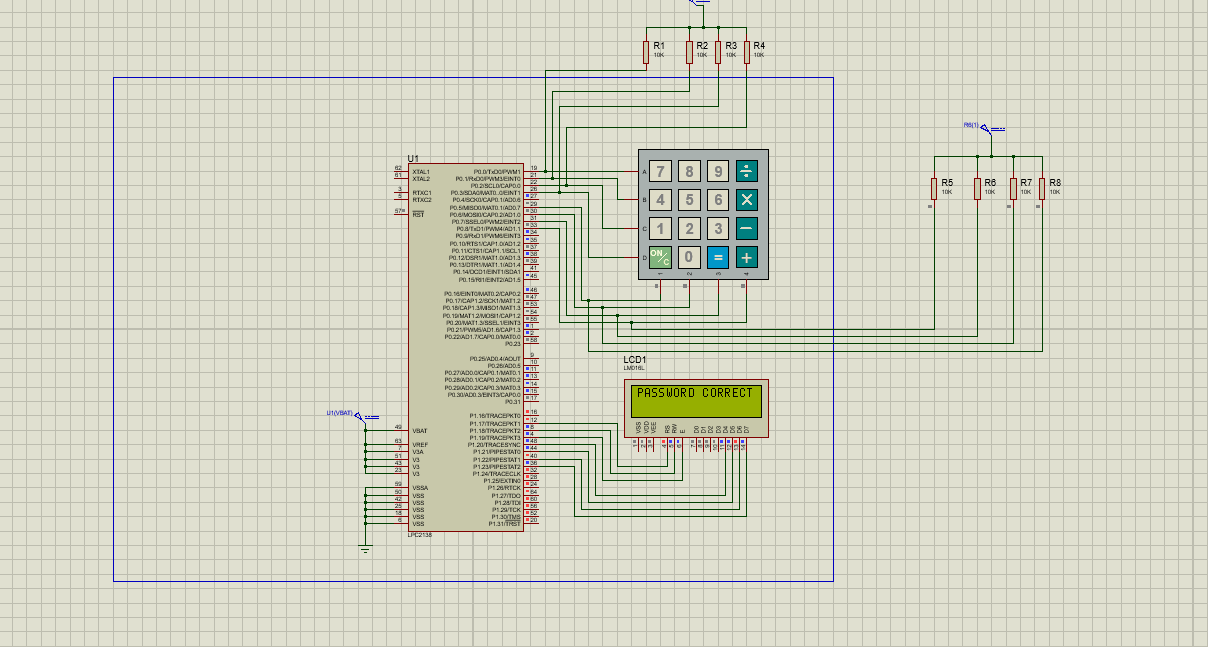 R1
10K
R2
10K
R3
10K
R4
10K
R6(1)
R5
10K
R6
10K
R7
10K
R8
10K
U1
62 XTAL1
61 XTAL2
3 RTXC1
5 RTXC2
57 RST
U1(VBAT)
49 VBAT
63 VREF
7 V3A
51 V3
43 V3
23 V3
59 VSSA
50 VSS
42 VSS
25 VSS
18 VSS
6 VSS
P0.0/TxD0/PWM1 19
P0.1/RxD0/PWM3/EINT0 21
P0.2/SCL0/CAP0.0 22
P0.3/SDA0/MAT0.0/EINT1 26
P0.4/SCK0/CAP0.1/AD0.6 27
P0.5/MISO0/MAT0.1/AD0.7 29
P0.6/MOSI0/CAP0.2/AD1.0 30
P0.7/SSEL0/PWM2/EINT2 31
P0.8/TxD1/PWM4/AD1.1 33
P0.9/RxD1/PWM6/EINT3 34
P0.10/RTS1/CAP1.0/AD1.2 35
P0.11/CTS1/CAP1.1/SCL1 37
P0.12/DSR1/MAT1.0/AD1.3 38
P0.13/DTR1/MAT1.1/AD1.4 39
P0.14/DCD1/EINT1/SDA1 41
P0.15/RI1/EINT2/AD1.5 45
P0.16/EINT0/MAT0.2/CAP0.2 46
P0.17/CAP1.2/SCK1/MAT1.2 47
P0.18/CAP1.3/MISO1/MAT1.3 53
P0.19/MAT1.2/MOSI1/CAP1.2 54
P0.20/MAT1.3/SSEL1/EINT3 55
P0.21/PWM5/AD1.6/CAP1.3 1
P0.22/AD1.7/CAP0.0/MAT0.0 2
P0.23 58
P0.25/AD0.4/AOUT 9
P0.26/AD0.5 10
P0.27/AD0.0/CAP0.1/MAT0.1 11
P0.28/AD0.1/CAP0.2/MAT0.2 13
P0.29/AD0.2/CAP0.3/MAT0.3 14
P0.30/AD0.3/EINT3/CAP0.0 15
P0.31 17
P1.16/TRACEPKT0 16
P1.17/TRACEPKT1 12
P1.18/TRACEPKT2 8
P1.19/TRACEPKT3 4
P1.20/TRACESYNC 48
P1.21/PIPESTAT0 44
P1.22/PIPESTAT1 40
P1.23/PIPESTAT2 36
P1.24/TRACECLK 32
P1.25/EXTIN0 28
P1.26/RTCK 24
P1.27/TDO 64
P1.28/TDI 60
P1.29/TCK 56
P1.30/TMS 52
P1.31/TRST 20
LPC2138
A 7 8 9 ÷
B 4 5 6 ×
C 1 2 3 −
D ON/C 0 = +
1 2 3 4
LCD1
LM016L
PASSWORD CORRECT
VSS VDD VEE RS RW E D0 D1 D2 D3 D4 D5 D6 D7
1 2 3 4 5 6 7 8 9 10 11 12 13 14